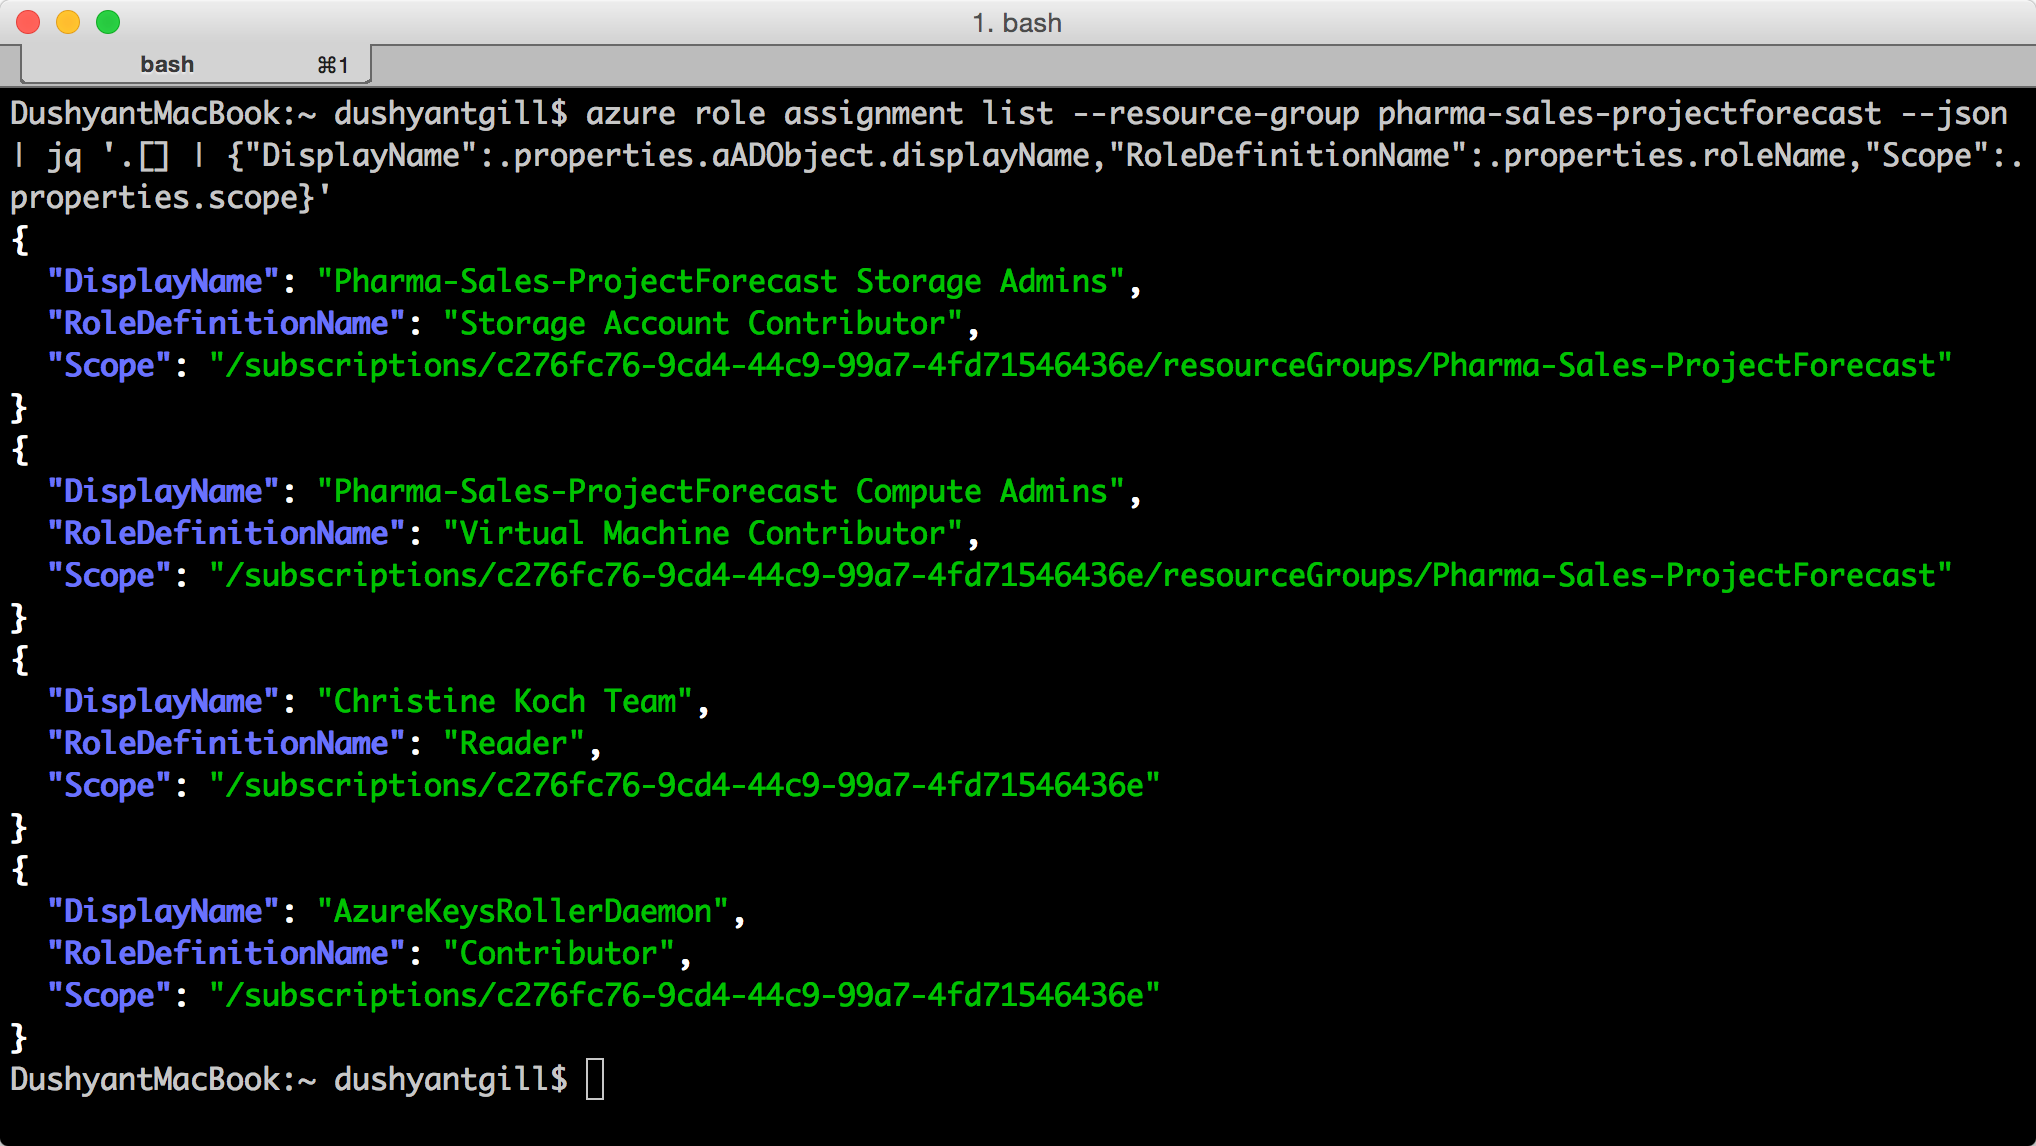 1. bash
bash ⌘1
DushyantMacBook:~ dushyantgill$ azure role assignment list --resource-group pharma-sales-projectforecast --json
| jq '.[] | {"DisplayName":.properties.aADObject.displayName,"RoleDefinitionName":.properties.roleName,"Scope":.
properties.scope}'
{
  "DisplayName": "Pharma-Sales-ProjectForecast Storage Admins",
  "RoleDefinitionName": "Storage Account Contributor",
  "Scope": "/subscriptions/c276fc76-9cd4-44c9-99a7-4fd71546436e/resourceGroups/Pharma-Sales-ProjectForecast"
}
{
  "DisplayName": "Pharma-Sales-ProjectForecast Compute Admins",
  "RoleDefinitionName": "Virtual Machine Contributor",
  "Scope": "/subscriptions/c276fc76-9cd4-44c9-99a7-4fd71546436e/resourceGroups/Pharma-Sales-ProjectForecast"
}
{
  "DisplayName": "Christine Koch Team",
  "RoleDefinitionName": "Reader",
  "Scope": "/subscriptions/c276fc76-9cd4-44c9-99a7-4fd71546436e"
}
{
  "DisplayName": "AzureKeysRollerDaemon",
  "RoleDefinitionName": "Contributor",
  "Scope": "/subscriptions/c276fc76-9cd4-44c9-99a7-4fd71546436e"
}
DushyantMacBook:~ dushyantgill$